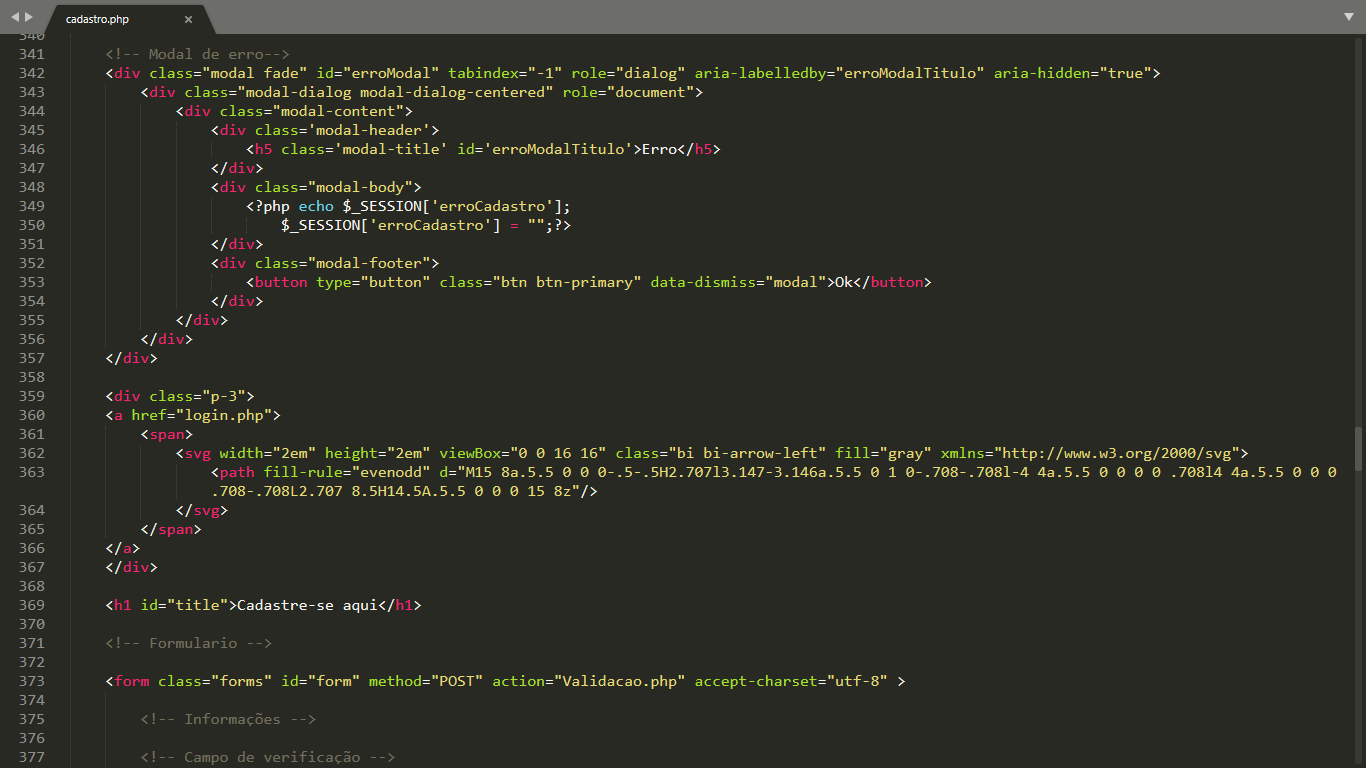 cadastro.php ×
340
341 <!-- Modal de erro-->
342 <div class="modal fade" id="erroModal" tabindex="-1" role="dialog" aria-labelledby="erroModalTitulo" aria-hidden="true">
343 <div class="modal-dialog modal-dialog-centered" role="document">
344 <div class="modal-content">
345 <div class='modal-header'>
346 <h5 class='modal-title' id='erroModalTitulo'>Erro</h5>
347 </div>
348 <div class="modal-body">
349 <?php echo $_SESSION['erroCadastro'];
350 $_SESSION['erroCadastro'] = "";?>
351 </div>
352 <div class="modal-footer">
353 <button type="button" class="btn btn-primary" data-dismiss="modal">Ok</button>
354 </div>
355 </div>
356 </div>
357 </div>
358
359 <div class="p-3">
360 <a href="login.php">
361 <span>
362 <svg width="2em" height="2em" viewBox="0 0 16 16" class="bi bi-arrow-left" fill="gray" xmlns="http://www.w3.org/2000/svg">
363 <path fill-rule="evenodd" d="M15 8a.5.5 0 0 0-.5-.5H2.707l3.147-3.146a.5.5 0 1 0-.708-.708l-4 4a.5.5 0 0 0 0 .708l4 4a.5.5 0 0 0
.708-.708L2.707 8.5H14.5A.5.5 0 0 0 15 8z"/>
364 </svg>
365 </span>
366 </a>
367 </div>
368
369 <h1 id="title">Cadastre-se aqui</h1>
370
371 <!-- Formulario -->
372
373 <form class="forms" id="form" method="POST" action="Validacao.php" accept-charset="utf-8" >
374
375 <!-- Informações -->
376
377 <!-- Campo de verificação -->